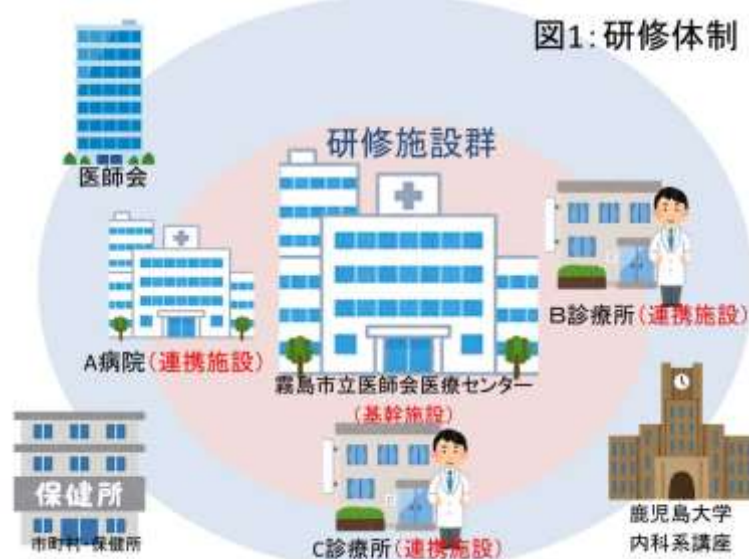 図1:研修体制
医師会
研修施設群
A病院(連携施設)
B診療所(連携施設)
霧島市立医師会医療センター
(基幹施設)
保健所
市町村・保健所
C診療所(連携施設)
鹿児島大学
内科系講座